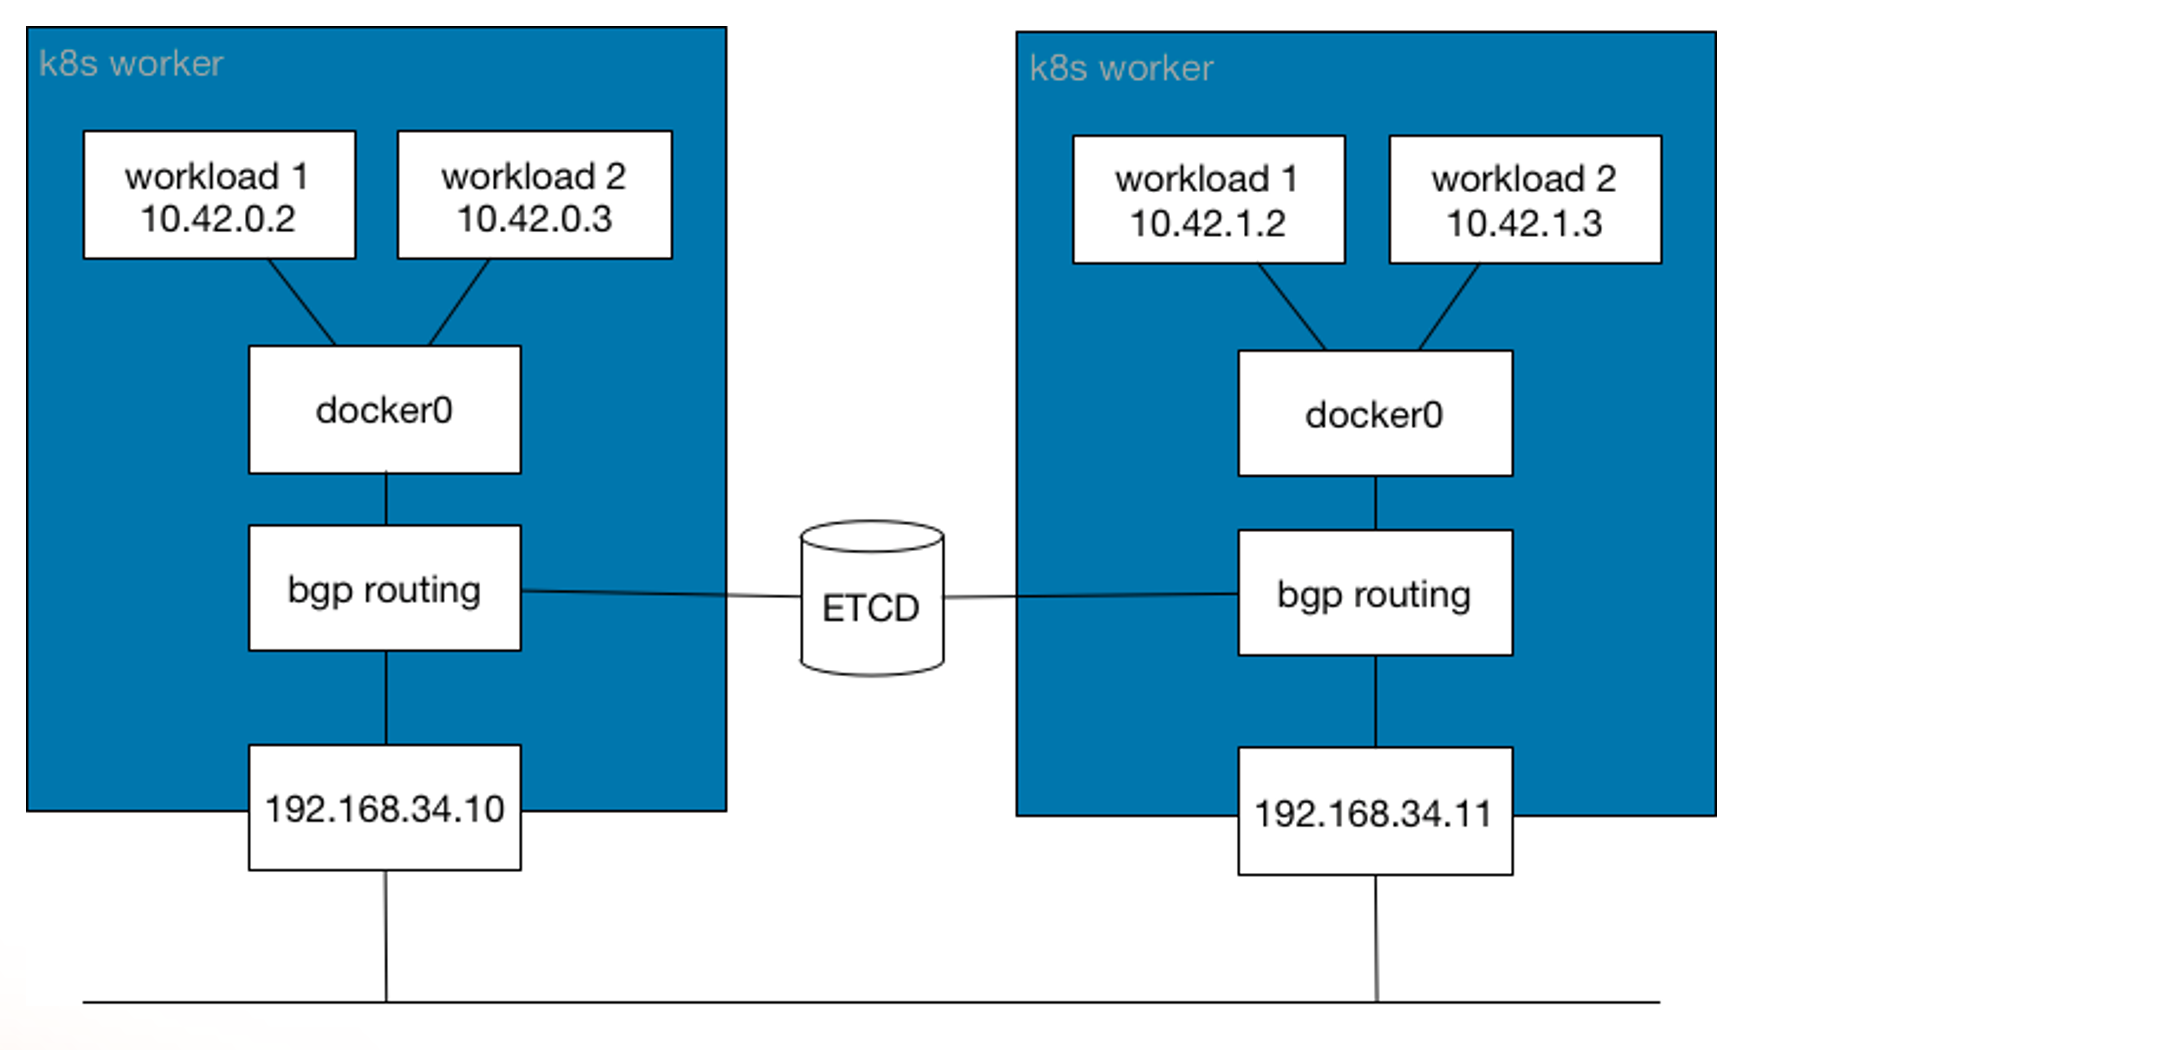 k8s worker
workload 1
10.42.0.2
workload 2
10.42.0.3
docker0
bgp routing
192.168.34.10
ETCD
k8s worker
workload 1
10.42.1.2
workload 2
10.42.1.3
docker0
bgp routing
192.168.34.11